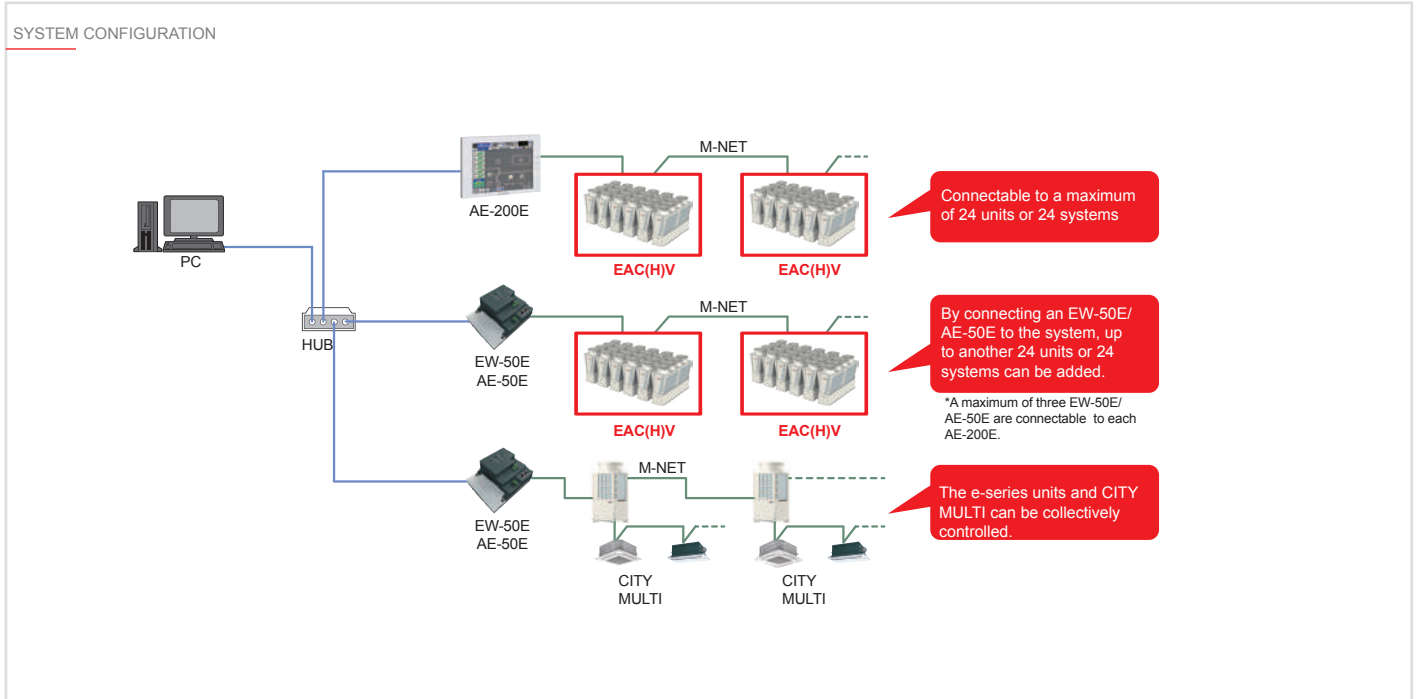 SYSTEM CONFIGURATION
M-NET
AE-200E
PC
EAC(H)V
EAC(H)V
Connectable to a maximum
of 24 units or 24 systems
M-NET
HUB
EW-50E
AE-50E
EAC(H)V
EAC(H)V
By connecting an EW-50E/
AE-50E to the system, up
to another 24 units or 24
systems can be added.
*A maximum of three EW-50E/
AE-50E are connectable to each
AE-200E.
M-NET
EW-50E
AE-50E
CITY
MULTI
CITY
MULTI
The e-series units and CITY
MULTI can be collectively
controlled.